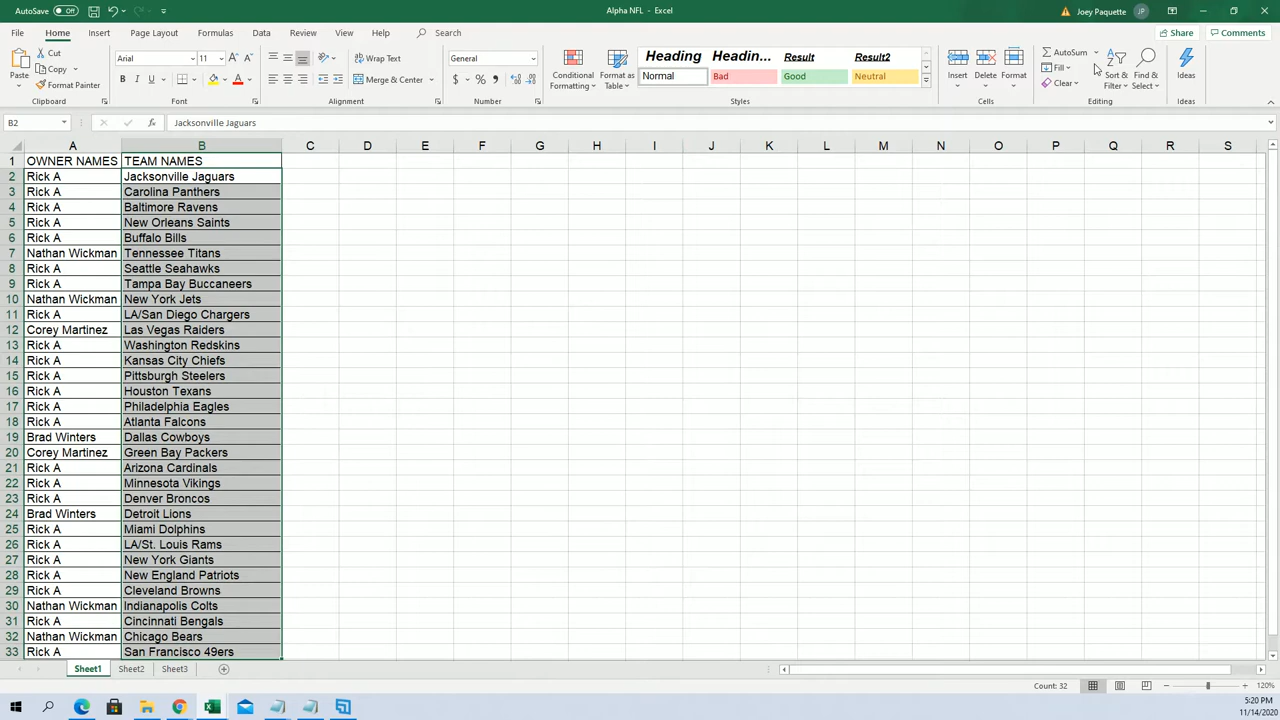 AutoSave Off Alpha NFL - Excel Joey Paquette JP
File Home Insert Page Layout Formulas Data Review View Help Search Share Comments
Paste Cut Copy Format Painter Clipboard
Arial 11 A A B I U A Font
Wrap Text Merge & Center Alignment
General $ % Number
Conditional Formatting Format as Table
Heading Headin... Result Result2
Normal Bad Good Neutral
Styles
Insert Delete Format Cells
AutoSum Fill Clear Sort & Filter Find & Select Editing
Ideas Ideas
B2 fx Jacksonville Jaguars
A B C D E F G H I J K L M N O P Q R S
1 OWNER NAMES TEAM NAMES
2 Rick A Jacksonville Jaguars
3 Rick A Carolina Panthers
4 Rick A Baltimore Ravens
5 Rick A New Orleans Saints
6 Rick A Buffalo Bills
7 Nathan Wickman Tennessee Titans
8 Rick A Seattle Seahawks
9 Rick A Tampa Bay Buccaneers
10 Nathan Wickman New York Jets
11 Rick A LA/San Diego Chargers
12 Corey Martinez Las Vegas Raiders
13 Rick A Washington Redskins
14 Rick A Kansas City Chiefs
15 Rick A Pittsburgh Steelers
16 Rick A Houston Texans
17 Rick A Philadelphia Eagles
18 Rick A Atlanta Falcons
19 Brad Winters Dallas Cowboys
20 Corey Martinez Green Bay Packers
21 Rick A Arizona Cardinals
22 Rick A Minnesota Vikings
23 Rick A Denver Broncos
24 Brad Winters Detroit Lions
25 Rick A Miami Dolphins
26 Rick A LA/St. Louis Rams
27 Rick A New York Giants
28 Rick A New England Patriots
29 Rick A Cleveland Browns
30 Nathan Wickman Indianapolis Colts
31 Rick A Cincinnati Bengals
32 Nathan Wickman Chicago Bears
33 Rick A San Francisco 49ers
Sheet1 Sheet2 Sheet3
Count: 32 120%
5:20 PM
11/14/2020